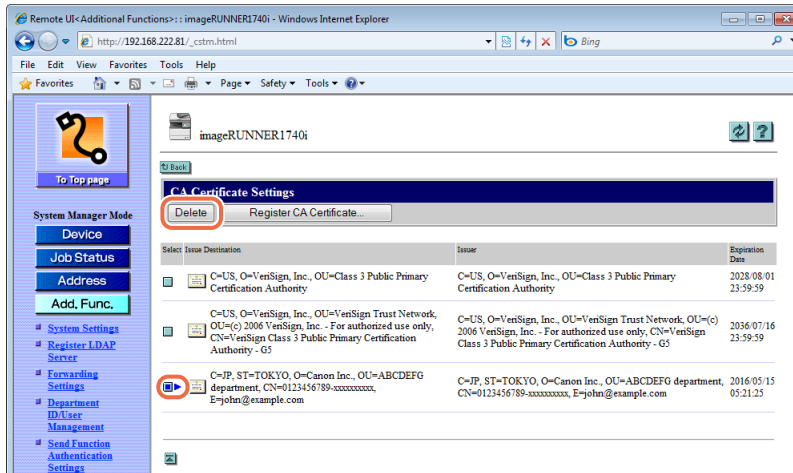 Remote UI<Additional Functions>: : imageRUNNER1740i - Windows Internet Explorer
http://192.168.222.81/_cstm.html
Bing
File Edit View Favorites Tools Help
Favorites Page Safety Tools
imageRUNNER1740i
To Top page
Back
CA Certificate Settings
Delete Register CA Certificate...
System Manager Mode
Device
Job Status
Address
Add. Func.
System Settings
Register LDAP
Server
Forwarding
Settings
Department
ID/User
Management
Send Function
Authentication
Settings
Select Issue Destination Issuer Expiration
Date
C=US, O=VeriSign, Inc., OU=Class 3 Public Primary C=US, O=VeriSign, Inc., OU=Class 3 Public Primary 2028/08/01
Certification Authority Certification Authority 23:59:59
C=US, O=VeriSign, Inc., OU=VeriSign Trust Network,
OU=(c) 2006 VeriSign, Inc. - For authorized use only,
CN=VeriSign Class 3 Public Primary Certification
Authority - G5
C=US, O=VeriSign, Inc., OU=VeriSign Trust Network, OU=(c)
2006 VeriSign, Inc. - For authorized use only, CN=VeriSign
Class 3 Public Primary Certification Authority - G5
2036/07/16
23:59:59
C=JP, ST=TOKYO, O=Canon Inc., OU=ABCDEFG
department, CN=0123456789-xxxxxxxxxx,
E=john@example.com
C=JP, ST=TOKYO, O=Canon Inc., OU=ABCDEFG department,
CN=0123456789-xxxxxxxxxx, E=john@example.com
2016/05/15
05:21:25